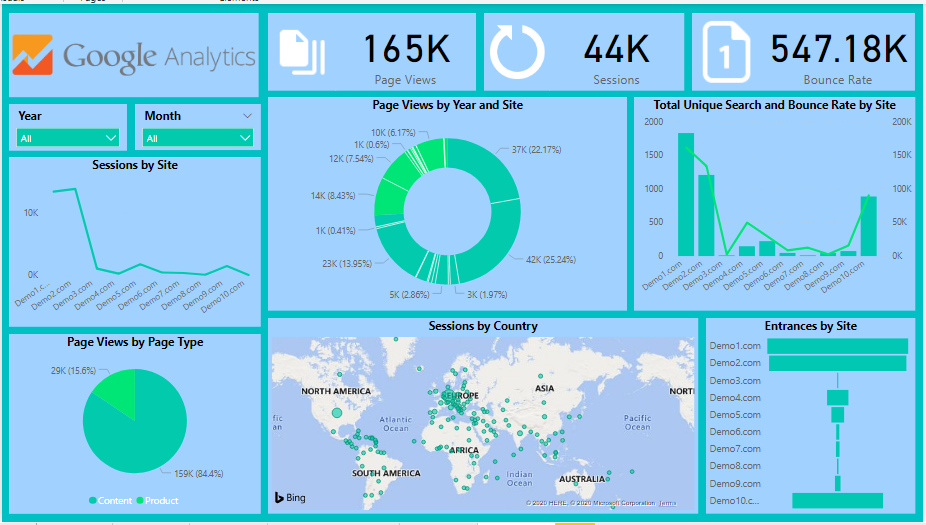 Google Analytics
165K
Page Views
44K
Sessions
1
547.18K
Bounce Rate
Year
All
Month
All
Sessions by Site
10K
0K
Demo1.c...
Demo2.com
Demo3.com
Demo4.com
Demo5.com
Demo6.com
Demo7.com
Demo8.com
Demo9.com
Demo10.com
Page Views by Year and Site
10K (6.17%)
1K (0.6%)
12K (7.54%)
14K (8.43%)
1K (0.41%)
23K (13.95%)
5K (2.86%)
3K (1.97%)
42K (25.24%)
37K (22.17%)
Total Unique Search and Bounce Rate by Site
2000
1500
1000
500
0
200K
150K
100K
50K
0K
Demo1.com
Demo2.com
Demo3.com
Demo4.com
Demo5.com
Demo6.com
Demo7.com
Demo8.com
Demo9.com
Demo10.com
Page Views by Page Type
29K (15.6%)
159K (84.4%)
Content
Product
Sessions by Country
NORTH AMERICA
EUROPE
ASIA
NORT
fic
an
Atlantic
Ocean
Pacific
Ocean
AFRICA
SOUTH AMERICA
Indian
Ocean
AUSTRALIA
Bing
© 2020 HERE, © 2020 Microsoft Corporation Terms
Entrances by Site
Demo1.com
Demo2.com
Demo3.com
Demo4.com
Demo5.com
Demo6.com
Demo7.com
Demo8.com
Demo9.com
Demo10.c...